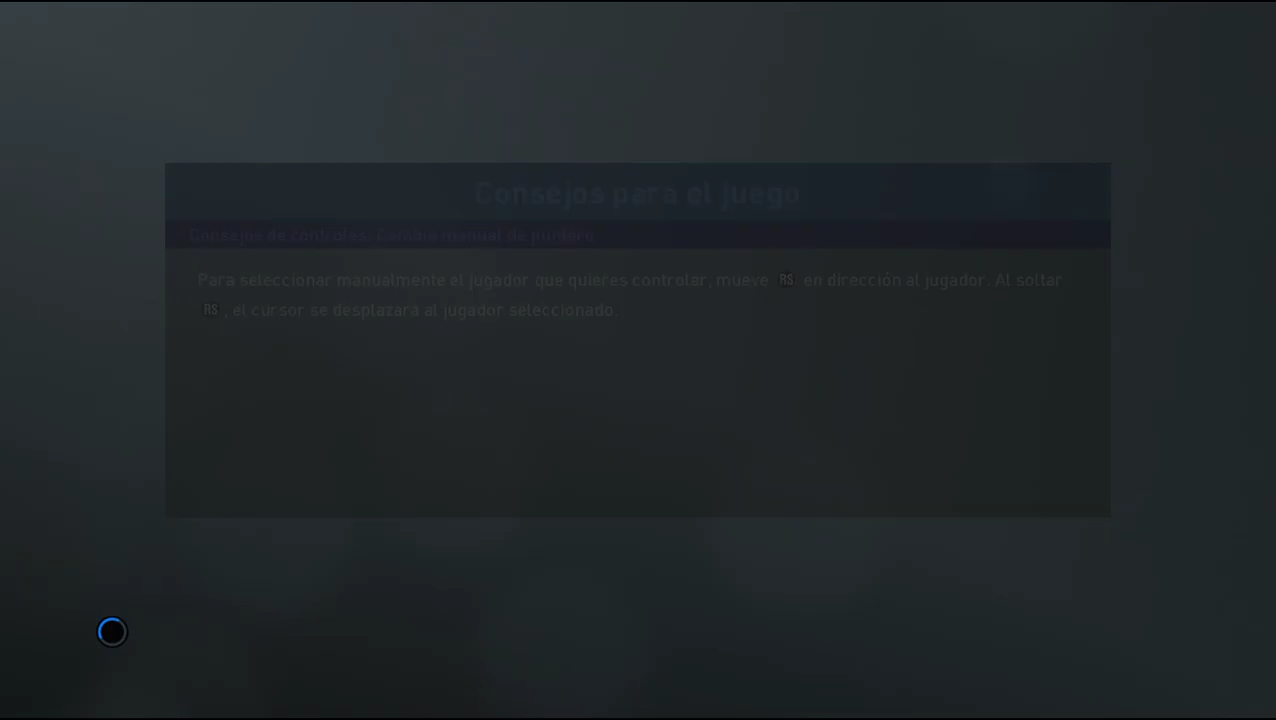 Consejos para el juego
Consejos de controles: Cambio manual de puntero
Para seleccionar manualmente el jugador que quieres controlar, mueve RS en dirección al jugador. Al soltar
RS, el cursor se desplazará al jugador seleccionado.